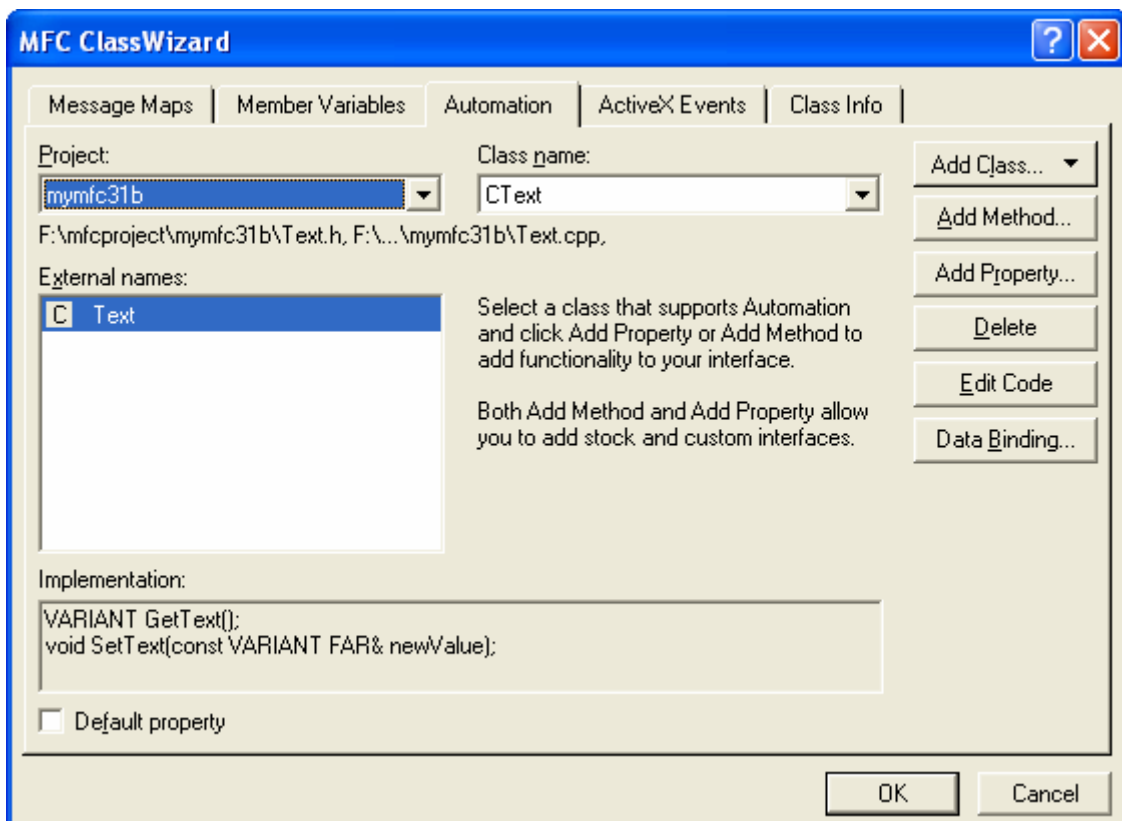 MFC ClassWizard
Message Maps
Member Variables
Automation
ActiveX Events
Class Info
Project:
Class name:
mymfc31b
CText
F:\mfcproject\mymfc31b\Text.h, F:\...\mymfc31b\Text.cpp,
External names:
C Text
Select a class that supports Automation
and click Add Property or Add Method to
add functionality to your interface.
Both Add Method and Add Property allow
you to add stock and custom interfaces.
Add Class...
Add Method...
Add Property...
Delete
Edit Code
Data Binding...
Implementation:
VARIANT GetText();
void SetText(const VARIANT FAR& newValue);
Default property
OK
Cancel